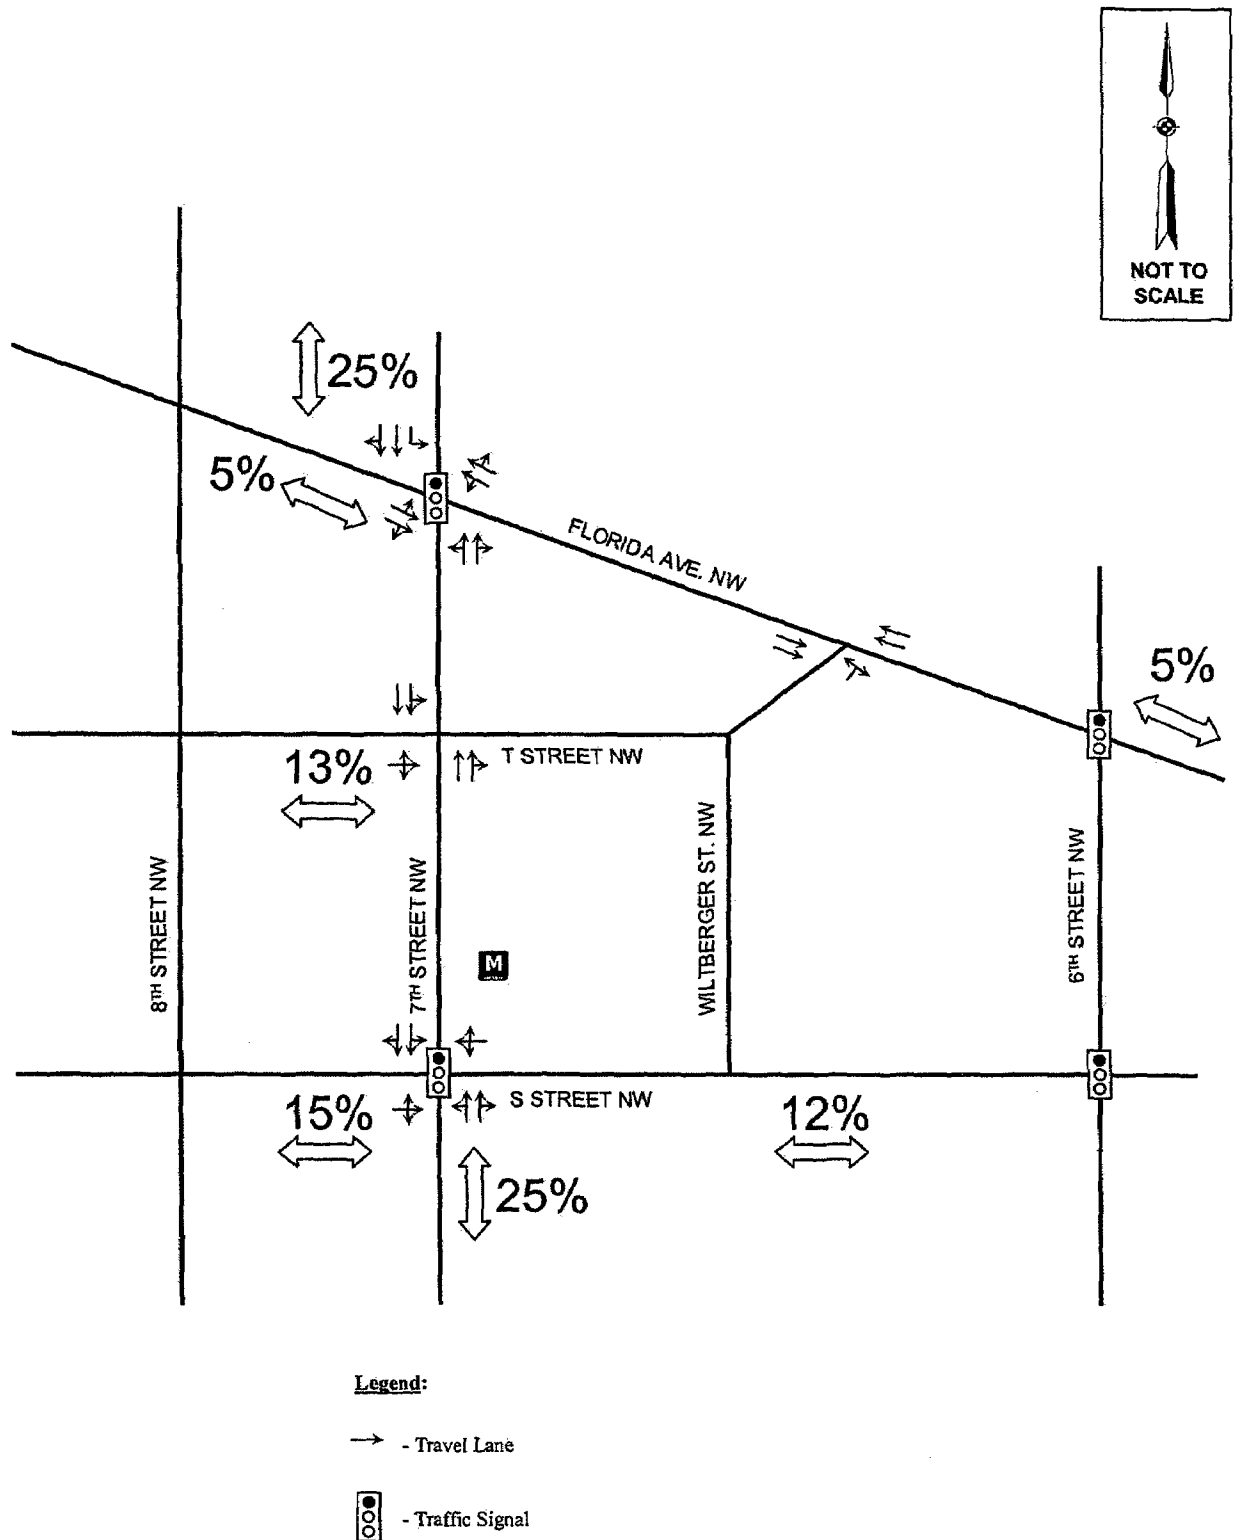 NOT TO
SCALE
25%
5%
FLORIDA AVE. NW
5%
13%
T STREET NW
8TH STREET NW
7TH STREET NW
WILTBERGER ST. NW
6TH STREET NW
M
15%
S STREET NW
12%
25%
Legend:
- Travel Lane
- Traffic Signal